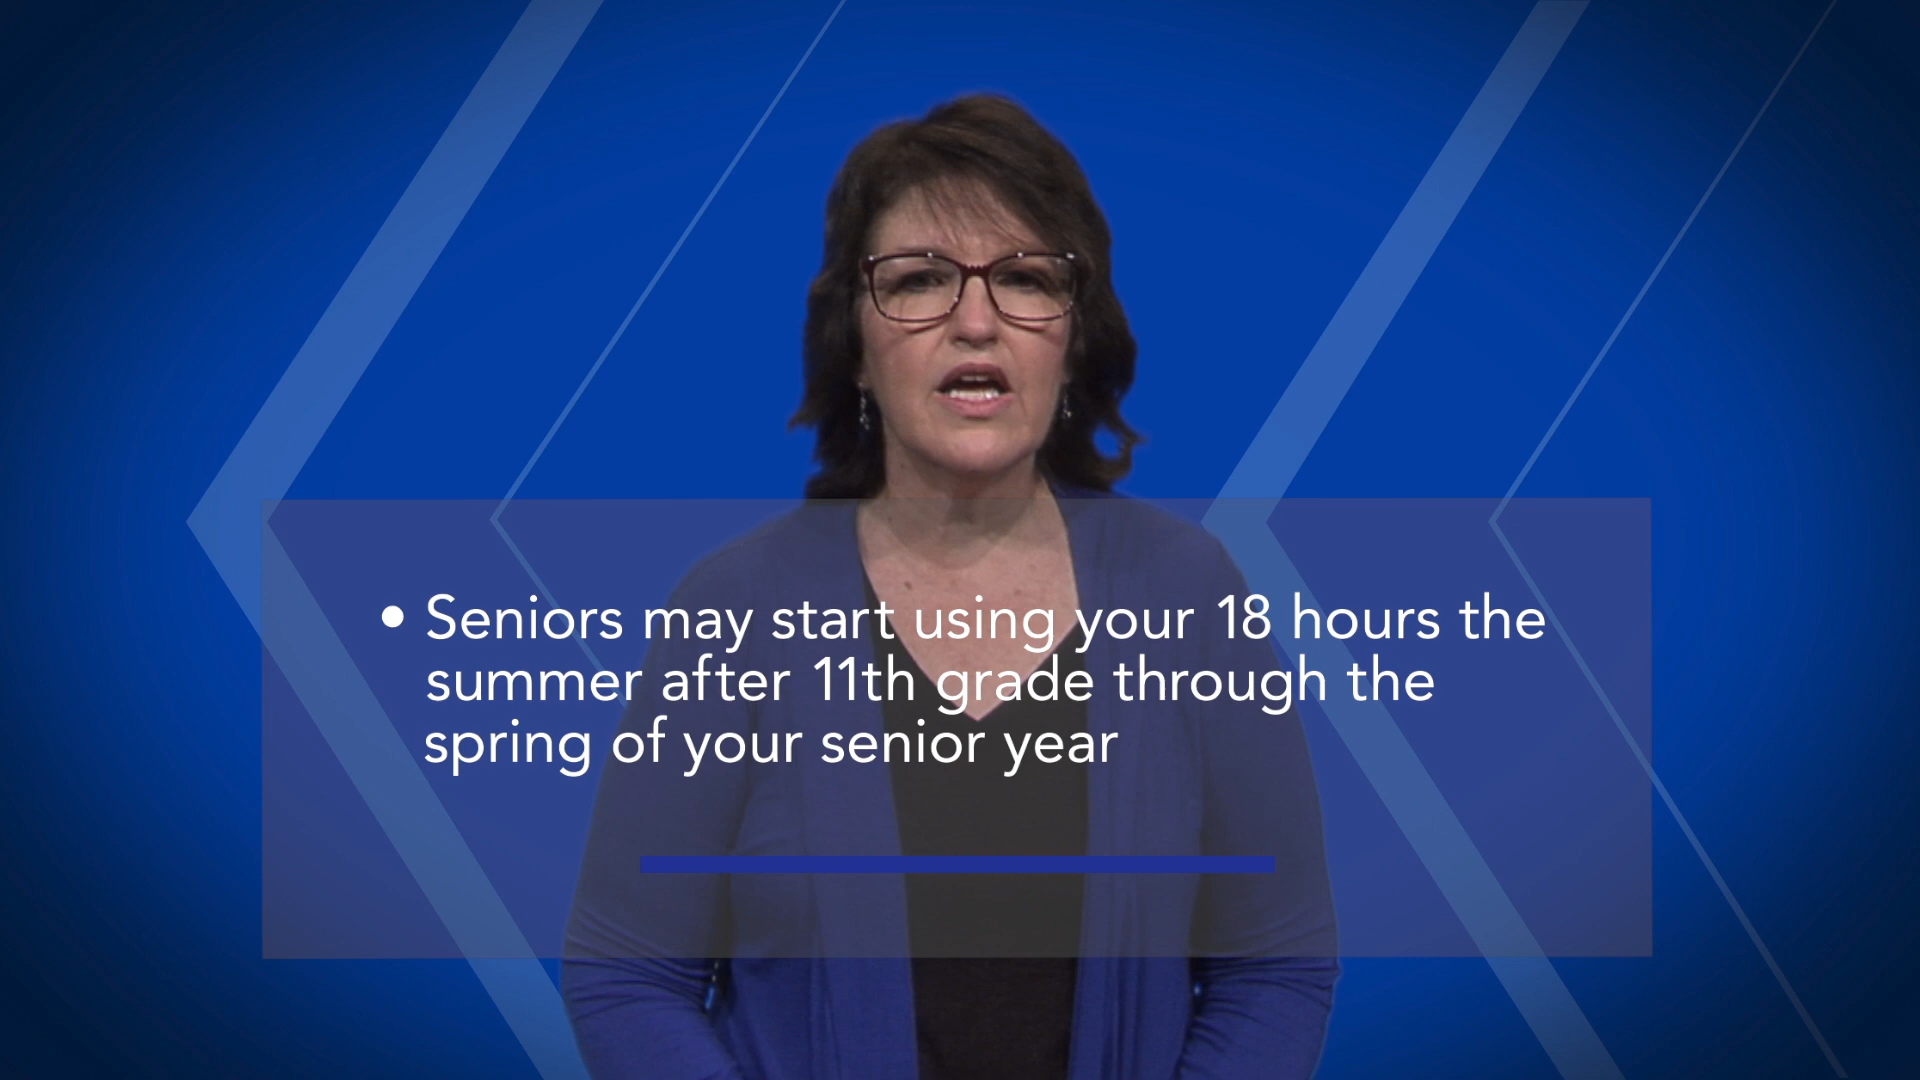 • Seniors may start using your 18 hours the
summer after 11th grade through the
spring of your senior year